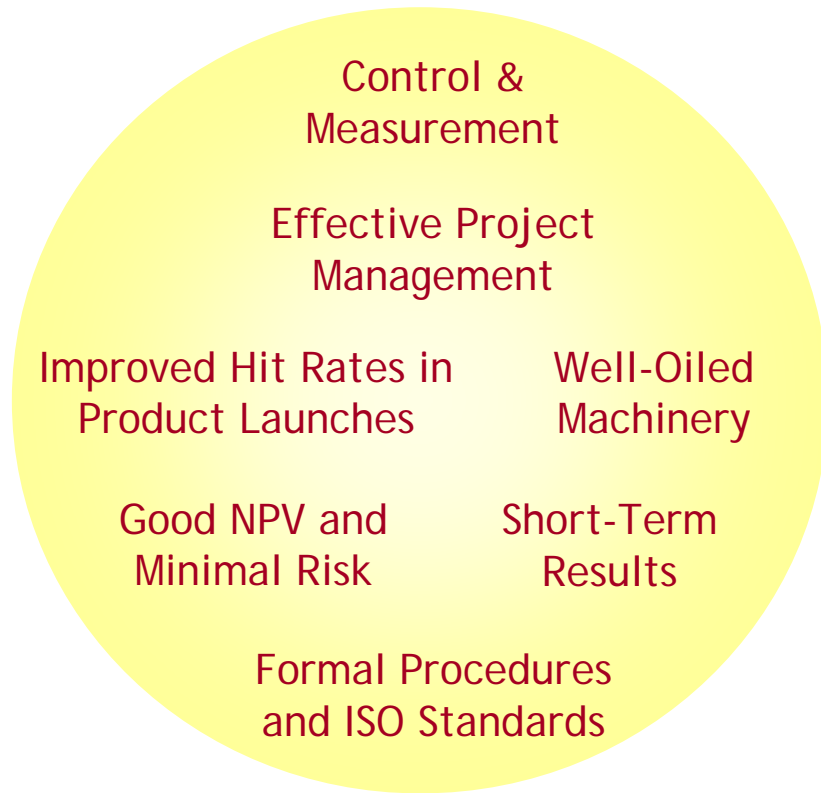 Control &
Measurement
Effective Project
Management
Improved Hit Rates in
Product Launches
Well-Oiled
Machinery
Good NPV and
Minimal Risk
Short-Term
Results
Formal Procedures
and ISO Standards